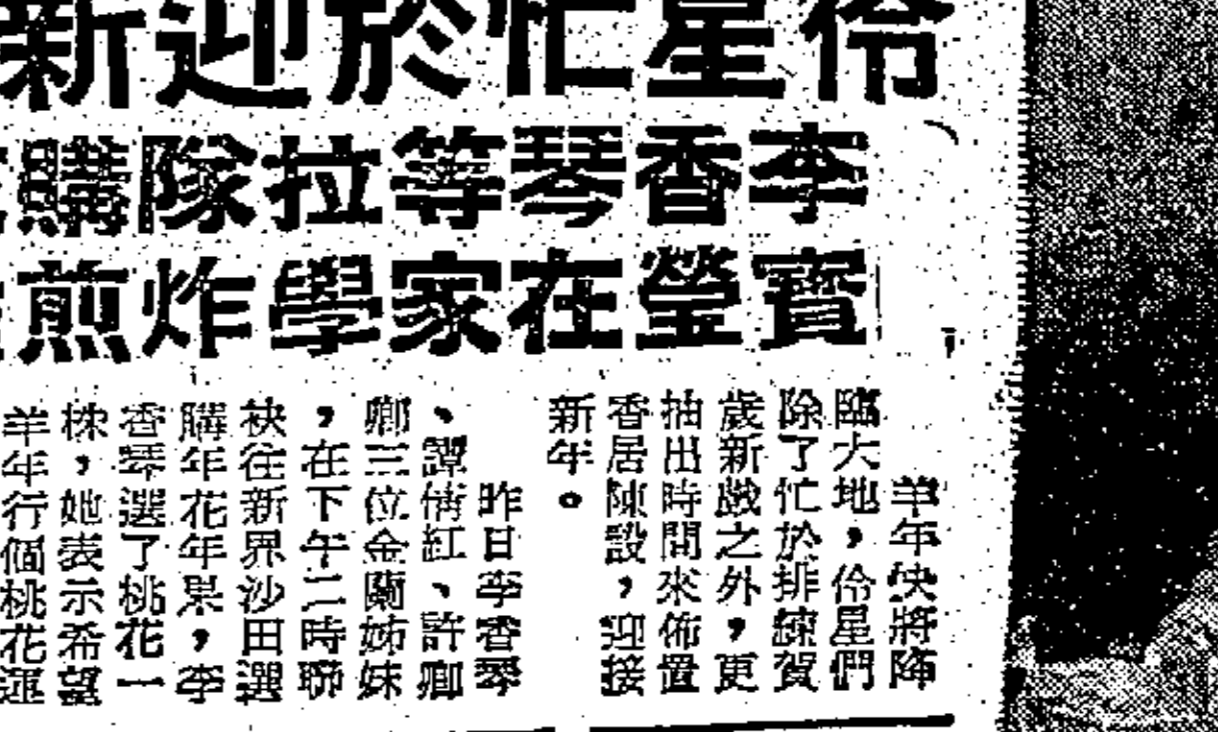 伶星忙於迎新
李香琴等拉隊購
寶瑩在家學炸煎
羊年快將降
臨大地，伶星們
除了忙於排練賀
歲新戲之外，更
抽出時間來佈置
香居陳設，迎接
新年。
昨日李香琴
、譚倩紅、許卿
卿三位金蘭姊妹
，在下午二時聯
袂往新界沙田選
購年花年果，李
香琴選了桃花一
株，她表示希望
羊年行個桃花運